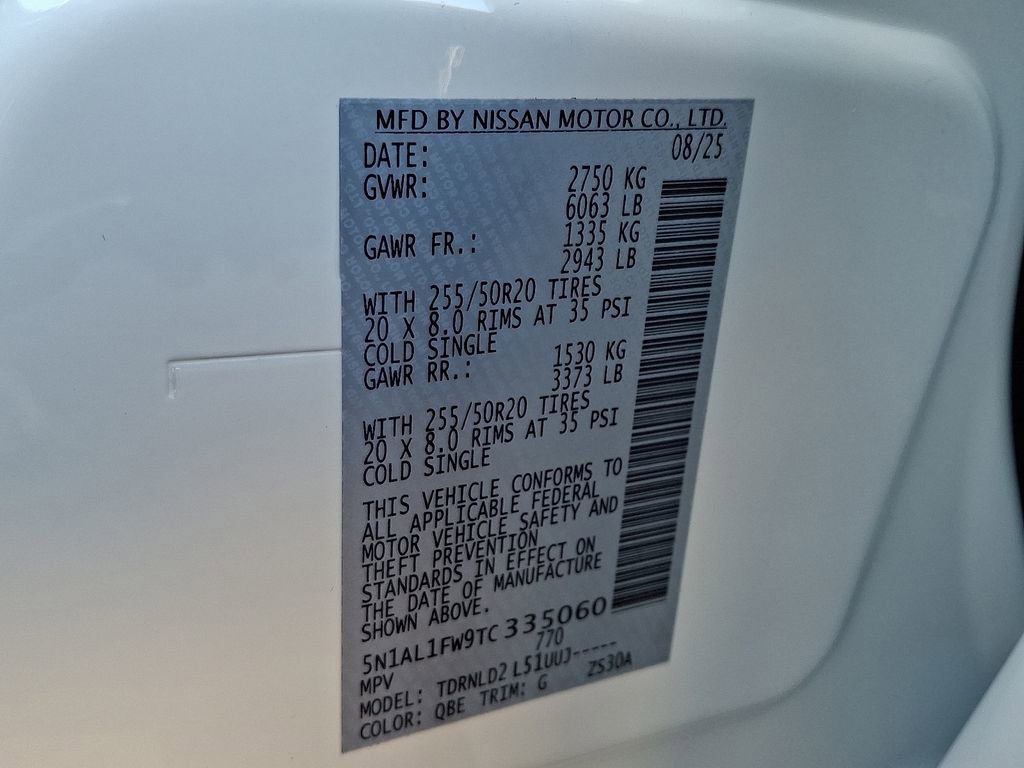 MFD BY NISSAN MOTOR CO., LTD.
DATE: 08/25
GVWR: 2750 KG
6063 LB
GAWR FR.: 1335 KG
2943 LB
WITH 255/50R20 TIRES
20 X 8.0 RIMS AT 35 PSI
COLD SINGLE
GAWR RR.: 1530 KG
3373 LB
WITH 255/50R20 TIRES
20 X 8.0 RIMS AT 35 PSI
COLD SINGLE
THIS VEHICLE CONFORMS TO
ALL APPLICABLE FEDERAL
MOTOR VEHICLE SAFETY AND
THEFT PREVENTION
STANDARDS IN EFFECT ON
THE DATE OF MANUFACTURE
SHOWN ABOVE.
5N1AL1FW9TC335060
MPV 770
MODEL: TDRNLD2 L51UUJ-----
COLOR: QBE TRIM: G ZS30A